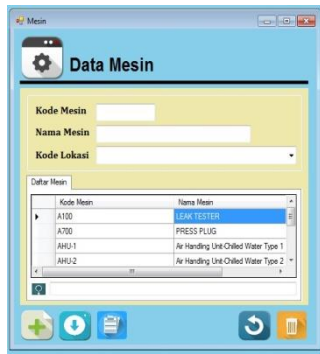 Mesin
Data Mesin
Kode Mesin
Nama Mesin
Kode Lokasi
Daftar Mesin
Kode Mesin Nama Mesin
A100 LEAK TESTER
A700 PRESS PLUG
AHU-1 Air Handling Unit-Chilled Water Type 1
AHU-2 Air Handling Unit-Chilled Water Type 2